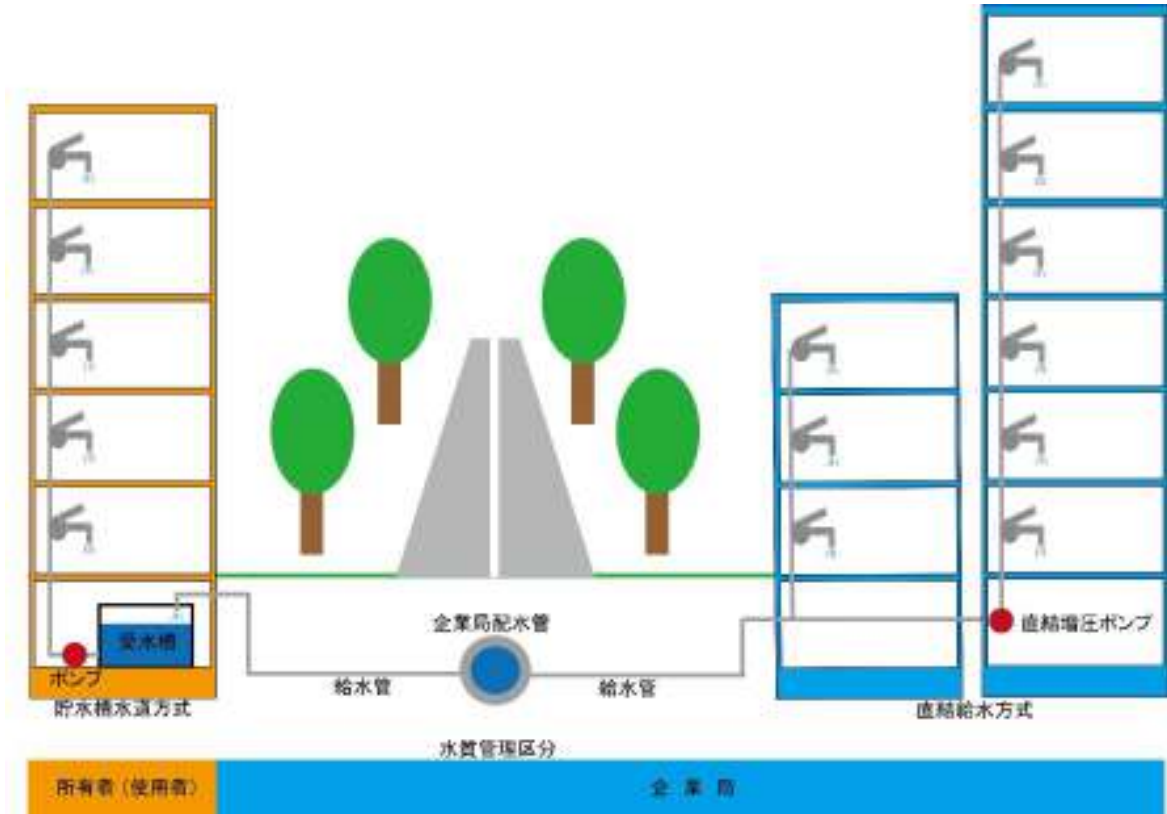 企業局配水管
受水槽
直結増圧ポンプ
ポンプ
給水管
給水管
貯水槽水道方式
直結給水方式
水質管理区分
所有者(使用者)
企業局